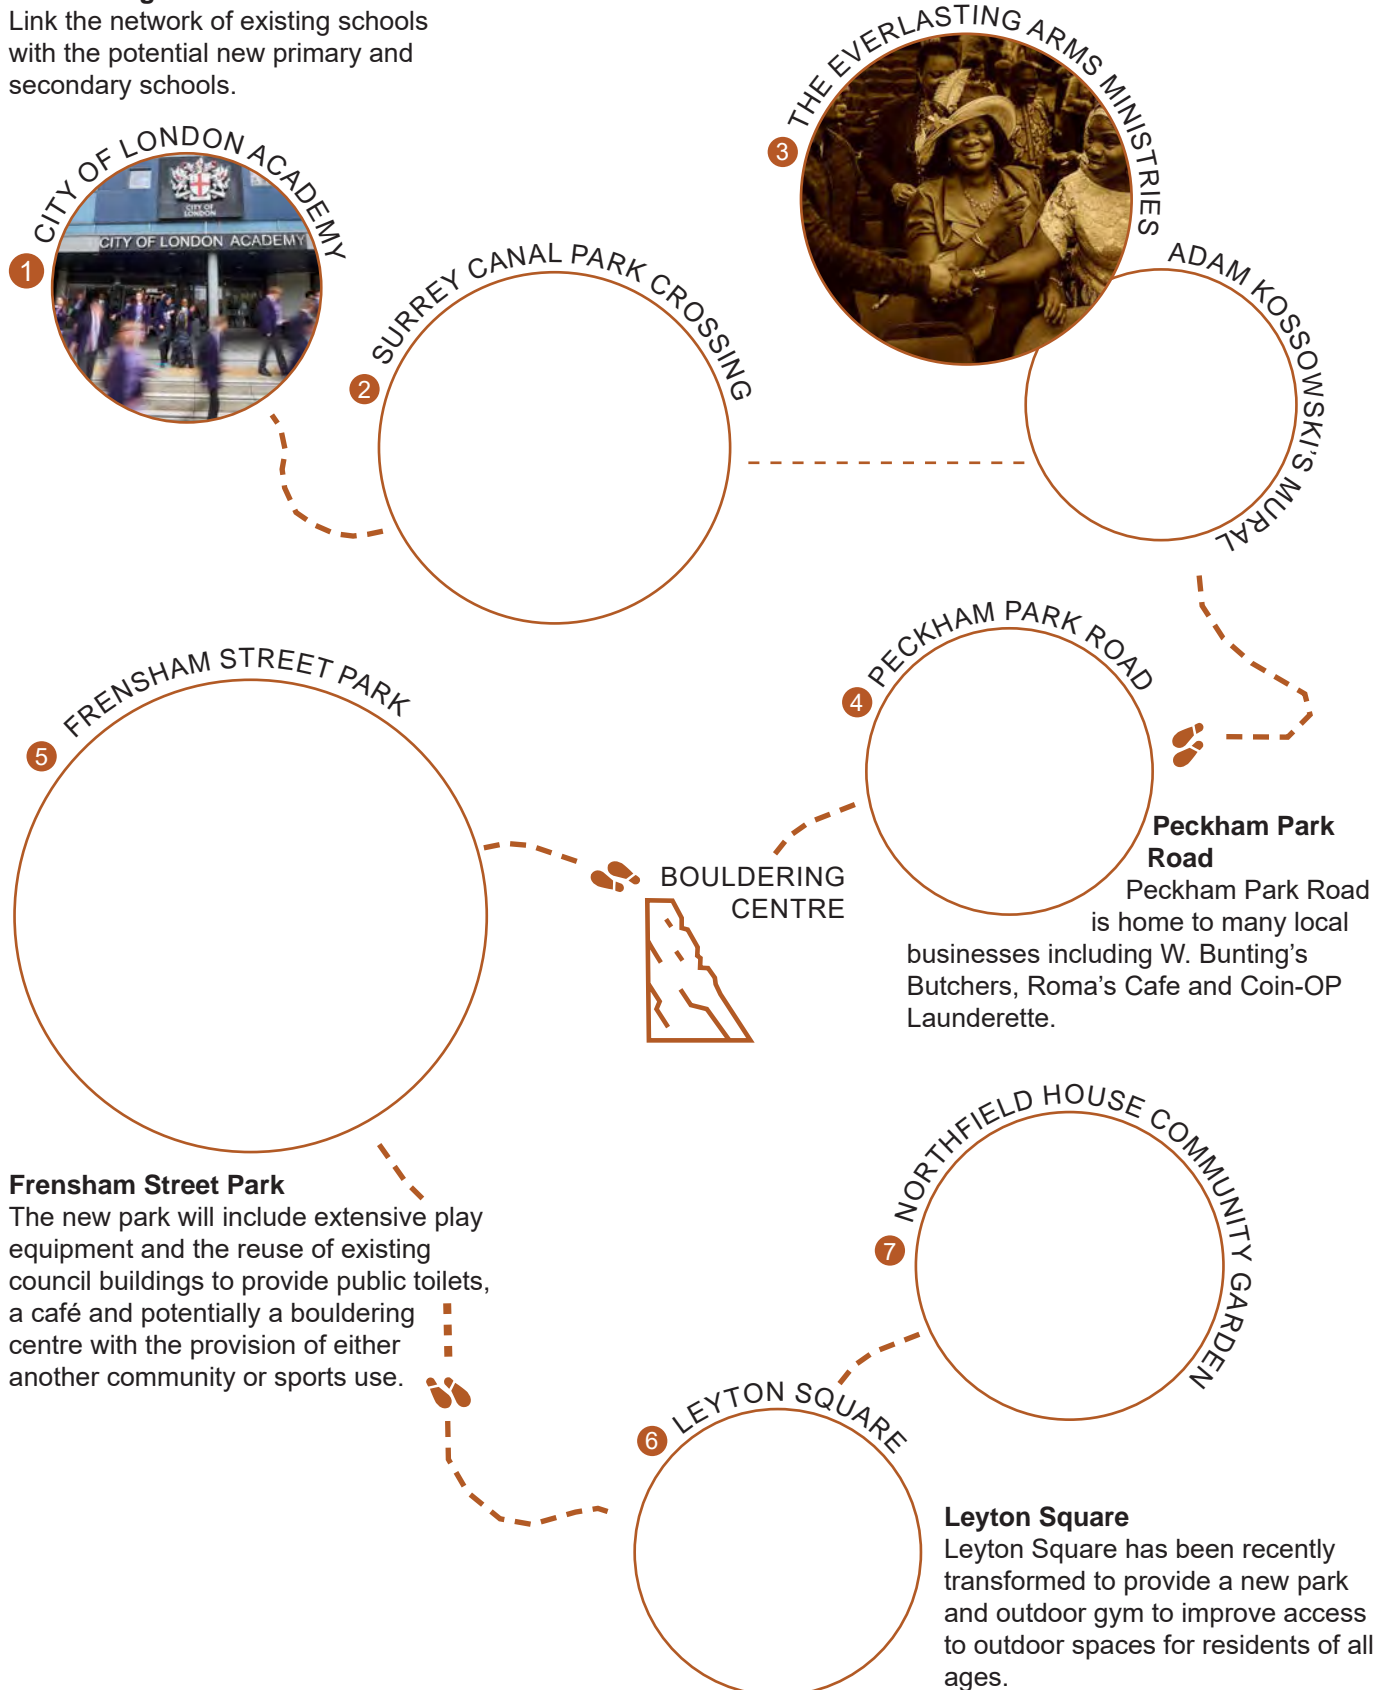 Link the network of existing schools
with the potential new primary and
secondary schools.
1
CITY OF LONDON ACADEMY
CITY OF
LONDON
CITY OF LONDON ACADEMY
2
SURREY CANAL PARK CROSSING
3
THE EVERLASTING ARMS MINISTRIES
ADAM KOSSOWSKI'S MURAL
4
PECKHAM PARK ROAD
Peckham Park
Road
Peckham Park Road
is home to many local
businesses including W. Bunting's
Butchers, Roma's Cafe and Coin-OP
Launderette.
BOULDERING
CENTRE
5
FRENSHAM STREET PARK
Frensham Street Park
The new park will include extensive play
equipment and the reuse of existing
council buildings to provide public toilets,
a café and potentially a bouldering
centre with the provision of either
another community or sports use.
6
LEYTON SQUARE
Leyton Square
Leyton Square has been recently
transformed to provide a new park
and outdoor gym to improve access
to outdoor spaces for residents of all
ages.
7
NORTHFIELD HOUSE COMMUNITY GARDEN